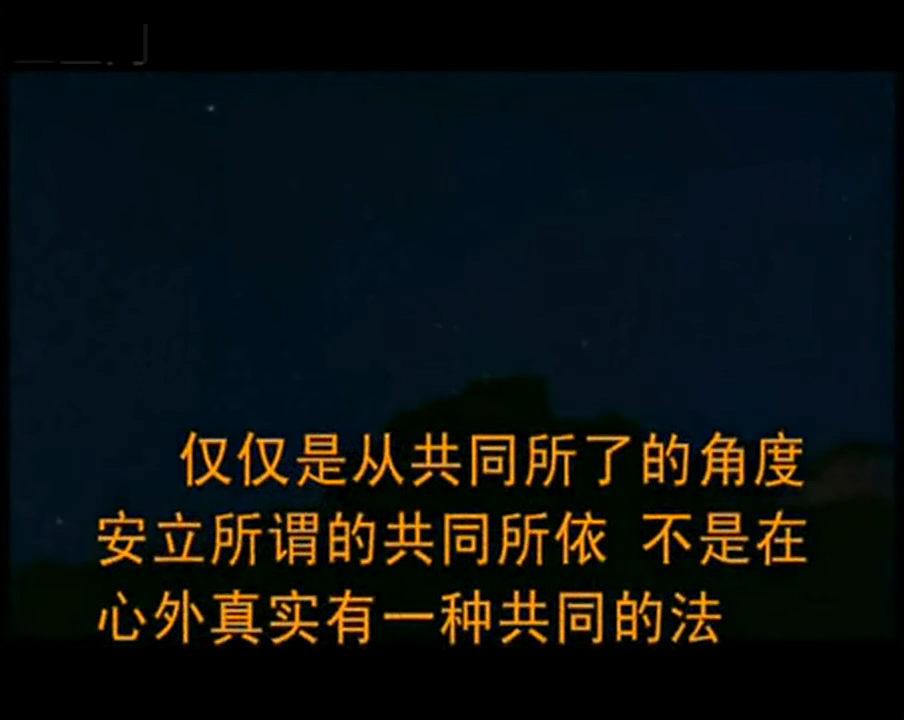 仅仅是从共同所了的角度
安立所谓的共同所依 不是在
心外真实有一种共同的法